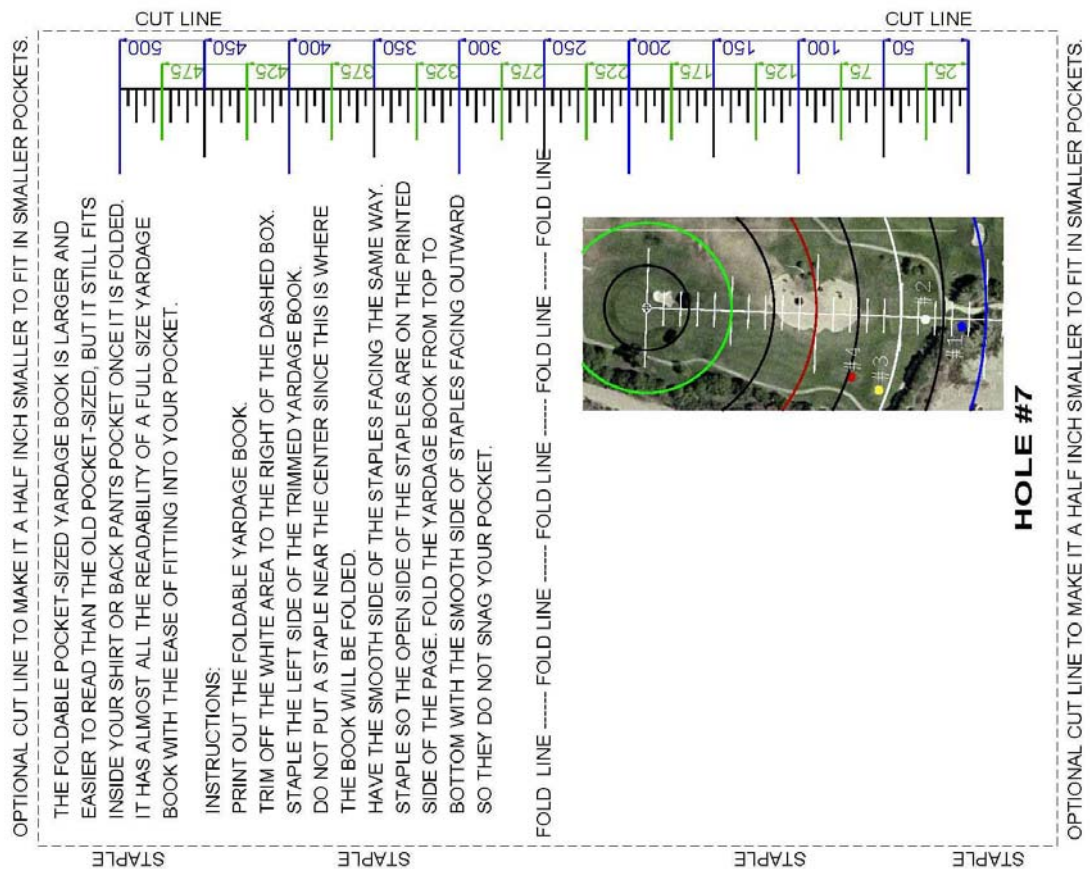 OPTIONAL CUT LINE TO MAKE IT A HALF INCH SMALLER TO FIT IN SMALLER POCKETS.
THE FOLDABLE POCKET-SIZED YARDAGE BOOK IS LARGER AND
EASIER TO READ THAN THE OLD POCKET-SIZED, BUT IT STILL FITS
INSIDE YOUR SHIRT OR BACK PANTS POCKET ONCE IT IS FOLDED.
IT HAS ALMOST ALL THE READABILITY OF A FULL SIZE YARDAGE
BOOK WITH THE EASE OF FITTING INTO YOUR POCKET.
INSTRUCTIONS:
PRINT OUT THE FOLDABLE YARDAGE BOOK.
TRIM OFF THE WHITE AREA TO THE RIGHT OF THE DASHED BOX.
STAPLE THE LEFT SIDE OF THE TRIMMED YARDAGE BOOK.
DO NOT PUT A STAPLE NEAR THE CENTER SINCE THIS IS WHERE
THE BOOK WILL BE FOLDED.
HAVE THE SMOOTH SIDE OF THE STAPLES FACING THE SAME WAY.
STAPLE SO THE OPEN SIDE OF THE STAPLES ARE ON THE PRINTED
SIDE OF THE PAGE. FOLD THE YARDAGE BOOK FROM TOP TO
BOTTOM WITH THE SMOOTH SIDE OF STAPLES FACING OUTWARD
SO THEY DO NOT SNAG YOUR POCKET.
FOLD LINE ------- FOLD LINE ------- FOLD LINE ------- FOLD LINE ------- FOLD LINE
STAPLE
STAPLE
STAPLE
STAPLE
CUT LINE
CUT LINE
500
475
450
425
400
375
350
325
300
275
250
225
200
175
150
125
100
75
50
25
#4
#3
#2
#1
HOLE #7
OPTIONAL CUT LINE TO MAKE IT A HALF INCH SMALLER TO FIT IN SMALLER POCKETS.